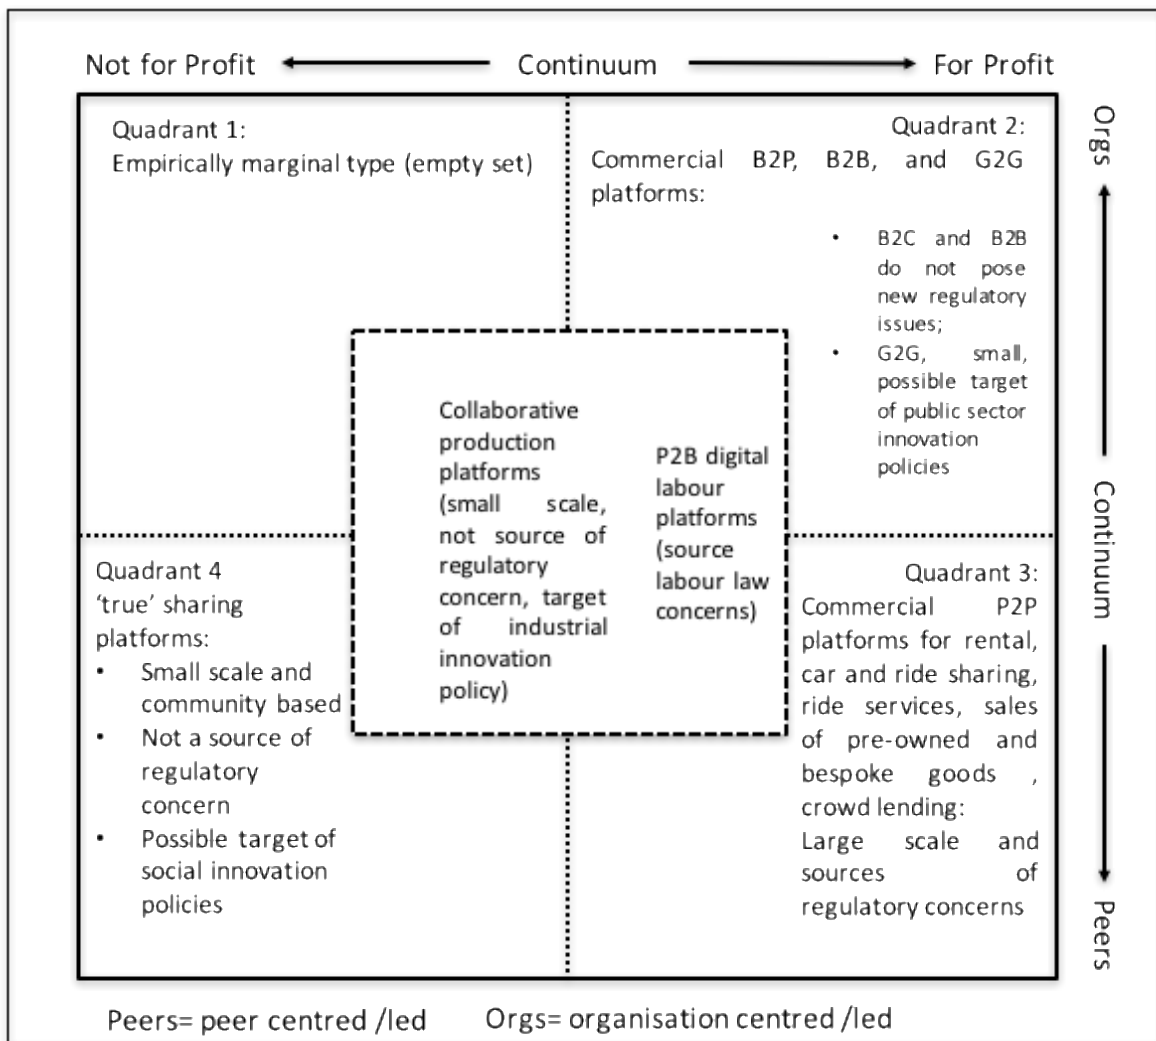 Not for Profit
Continuum
For Profit
Orgs
Continuum
Peers
Quadrant 1:
Empirically marginal type (empty set)
Quadrant 2:
Commercial B2P, B2B, and G2G
platforms:
• B2C and B2B
do not pose
new regulatory
issues;
• G2G, small,
possible target
of public sector
innovation
policies
Collaborative
production
platforms
(small scale,
not source of
regulatory
concern, target
of industrial
innovation
policy)
P2B digital
labour
platforms
(source
labour law
concerns)
Quadrant 4
‘true’ sharing
platforms:
• Small scale and
community based
• Not a source of
regulatory
concern
• Possible target of
social innovation
policies
Quadrant 3:
Commercial P2P
platforms for rental,
car and ride sharing,
ride services, sales
of pre-owned and
bespoke goods ,
crowd lending:
Large scale and
sources of
regulatory concerns
Peers= peer centred /led
Orgs= organisation centred /led